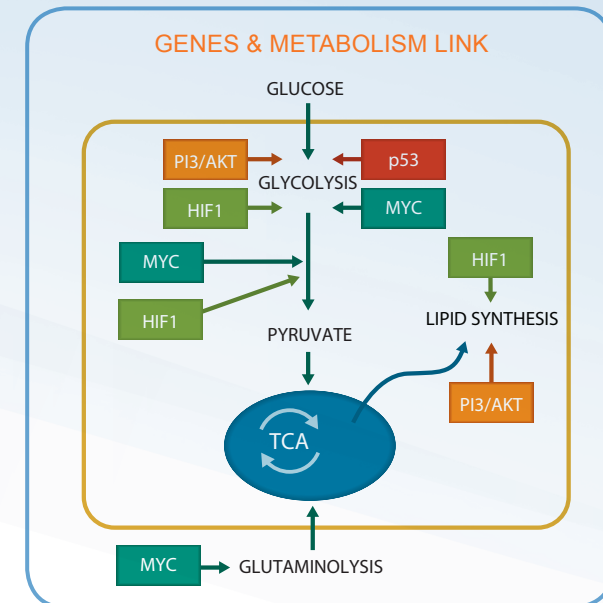 GENES & METABOLISM LINK
GLUCOSE
PI3/AKT
p53
GLYCOLYSIS
HIF1
MYC
MYC
HIF1
HIF1
LIPID SYNTHESIS
PYRUVATE
PI3/AKT
TCA
MYC
GLUTAMINOLYSIS